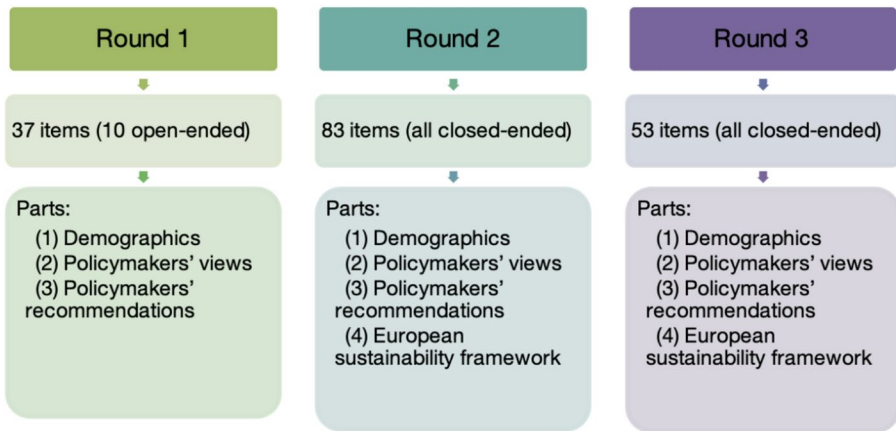 Round 1
37 items (10 open-ended)
Parts:
(1) Demographics
(2) Policymakers’ views
(3) Policymakers’
recommendations
Round 2
83 items (all closed-ended)
Parts:
(1) Demographics
(2) Policymakers’ views
(3) Policymakers’
recommendations
(4) European
sustainability framework
Round 3
53 items (all closed-ended)
Parts:
(1) Demographics
(2) Policymakers’ views
(3) Policymakers’
recommendations
(4) European
sustainability framework